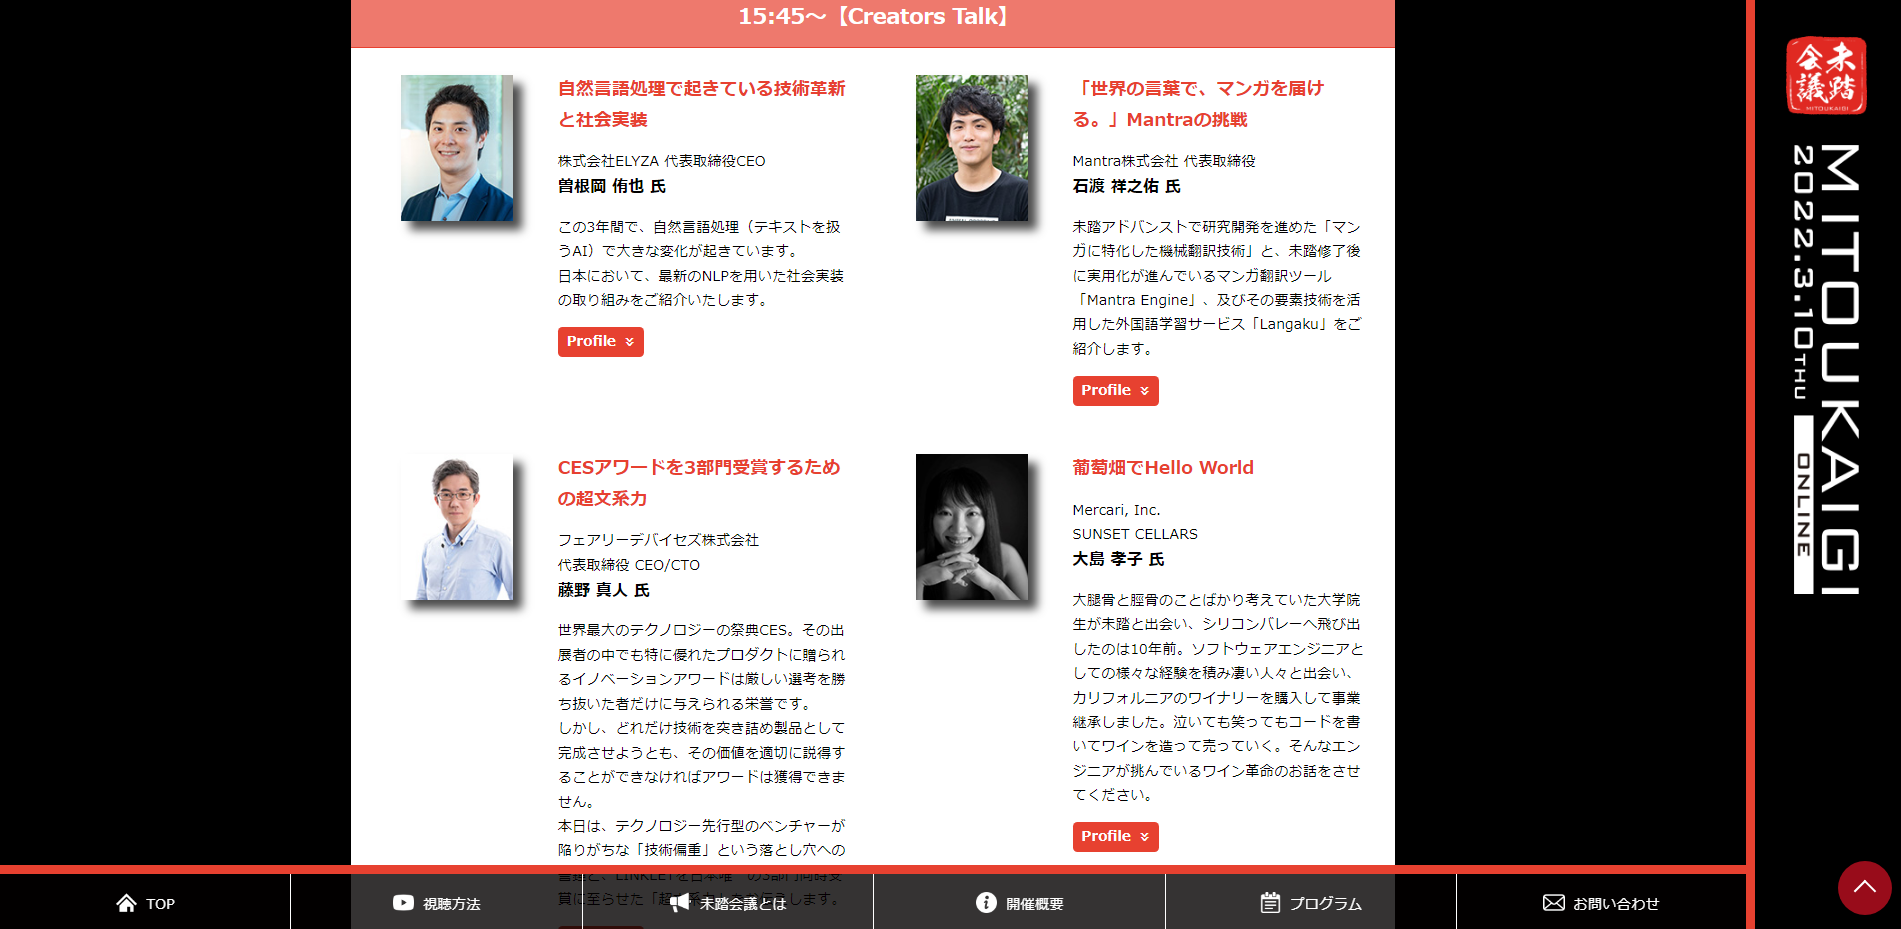 15:45～【Creators Talk】
自然言語処理で起きている技術革新
と社会実装
株式会社ELYZA 代表取締役CEO
曽根岡 侑也 氏
この3年間で、自然言語処理（テキストを扱
うAI）で大きな変化が起きています。
日本において、最新のNLPを用いた社会実装
の取り組みをご紹介いたします。
Profile
「世界の言葉で、マンガを届け
る。」Mantraの挑戦
Mantra株式会社 代表取締役
石渡 祥之佑 氏
未踏アドバンストで研究開発を進めた「マン
ガに特化した機械翻訳技術」と、未踏修了後
に実用化が進んでいるマンガ翻訳ツール
「Mantra Engine」、及びその要素技術を活
用した外国語学習サービス「Langaku」をご
紹介します。
Profile
CESアワードを3部門受賞するため
の超文系力
フェアリーデバイセズ株式会社
代表取締役 CEO/CTO
藤野 真人 氏
世界最大のテクノロジーの祭典CES。その出
展者の中でも特に優れたプロダクトに贈られ
るイノベーションアワードは厳しい選考を勝
ち抜いた者だけに与えられる栄誉です。
しかし、どれだけ技術を突き詰め製品として
完成させようとも、その価値を適切に説得す
ることができなければアワードは獲得できま
せん。
本日は、テクノロジー先行型のベンチャーが
陥りがちな「技術偏重」という落とし穴への
葡萄畑でHello World
Mercari, Inc.
SUNSET CELLARS
大島 孝子 氏
大腿骨と脛骨のことばかり考えていた大学院
生が未踏と出会い、シリコンバレーへ飛び出
したのは10年前。ソフトウェアエンジニアと
しての様々な経験を積み凄い人々と出会い、
カリフォルニアのワイナリーを購入して事業
継承しました。泣いても笑ってもコードを書
いてワインを造って売っていく。そんなエン
ジニアが挑んでいるワイン革命のお話をさせ
てください。
Profile
未踏
会議
MITOUKAIGI
MITOUKAIGI
2022.3.10THU
ONLINE
TOP
視聴方法
未踏会議とは
開催概要
プログラム
お問い合わせ